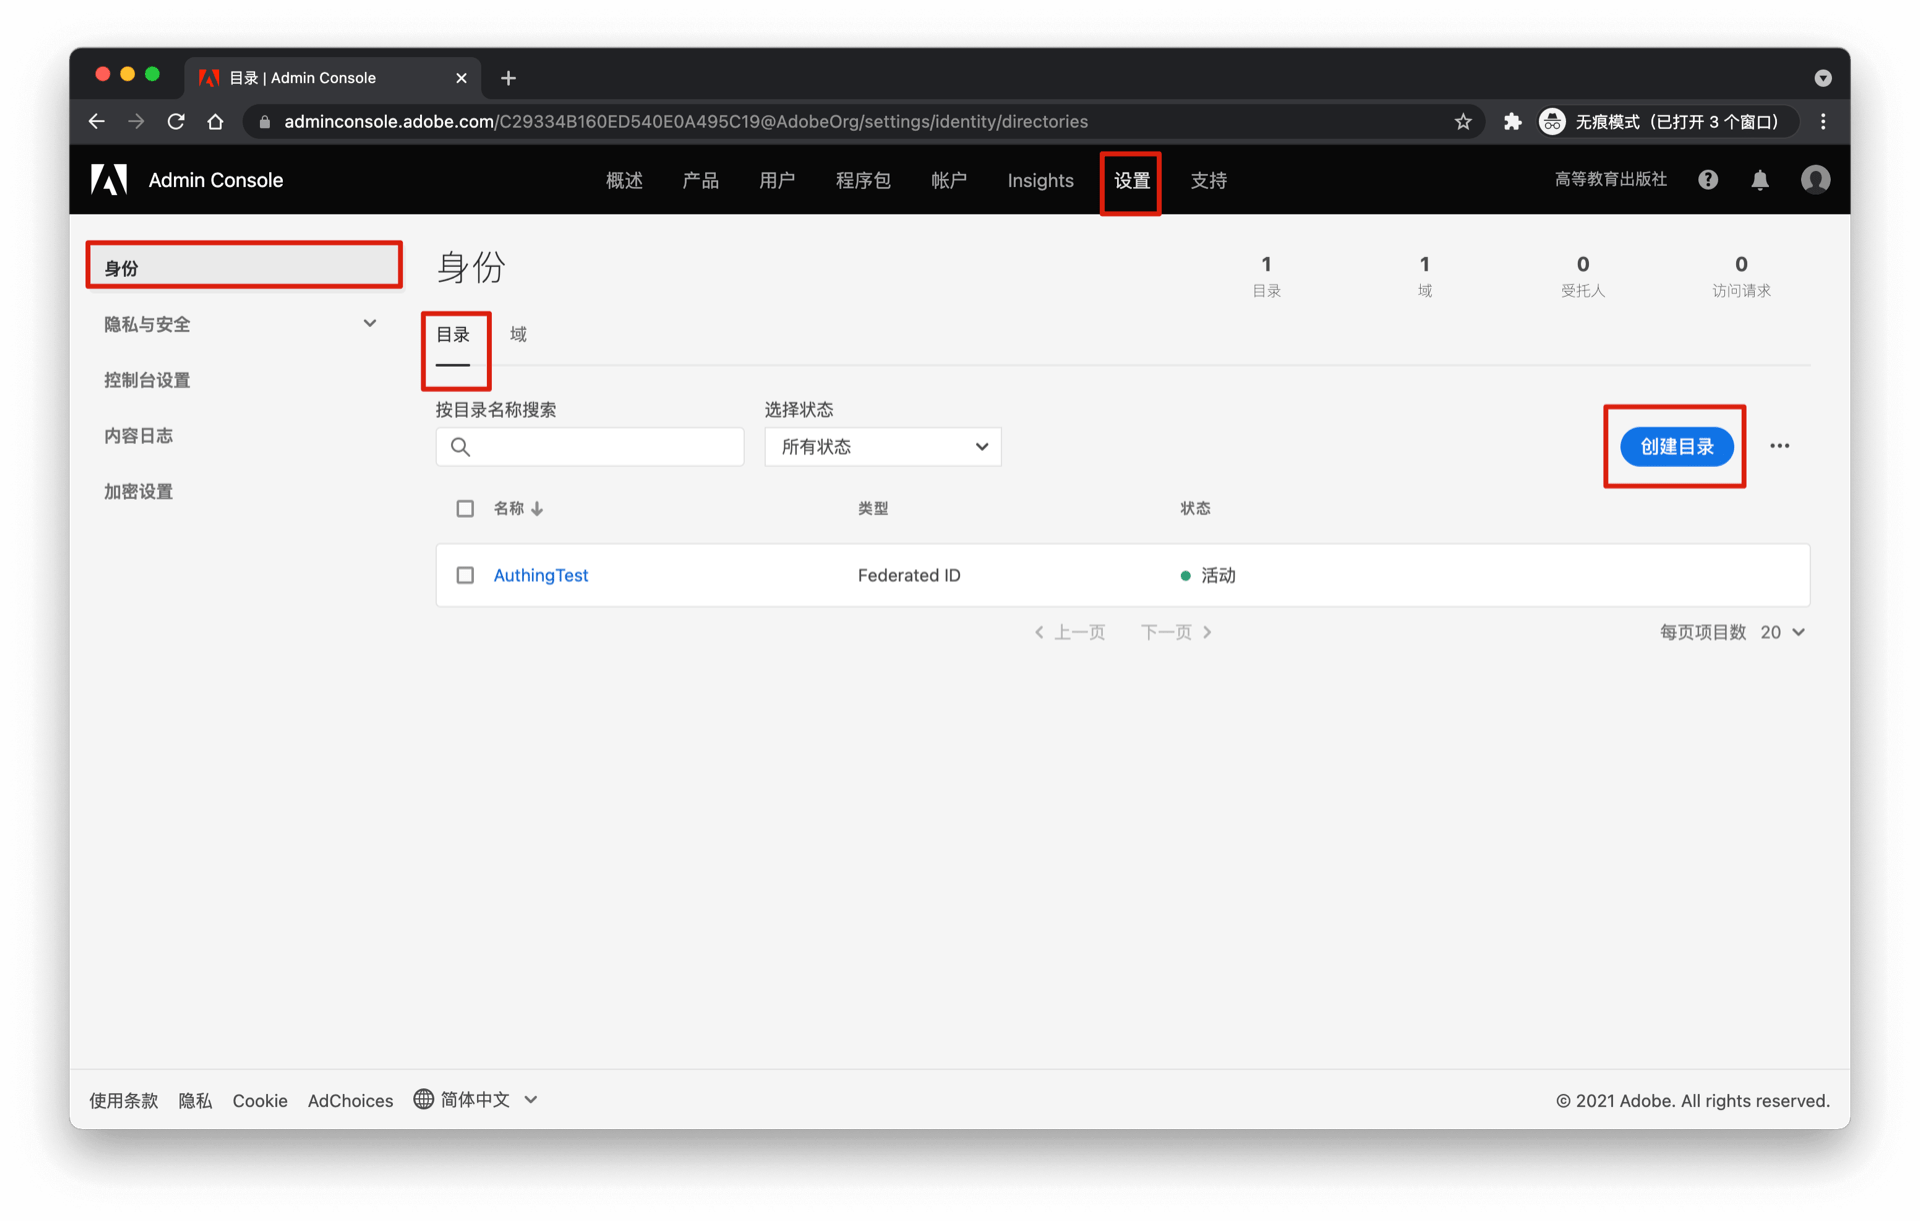 目录 | Admin Console
adminconsole.adobe.com/C29334B160ED540E0A495C19@AdobeOrg/settings/identity/directories
无痕模式（已打开 3 个窗口）
Admin Console 概述 产品 用户 程序包 帐户 Insights 设置 支持 高等教育出版社
身份
隐私与安全
控制台设置
内容日志
加密设置
身份
1 1 0 0
目录 域 受托人 访问请求
目录 域
按目录名称搜索 选择状态
所有状态 创建目录
名称 类型 状态
AuthingTest Federated ID 活动
上一页 下一页 每页项目数 20
使用条款 隐私 Cookie AdChoices 简体中文 © 2021 Adobe. All rights reserved.